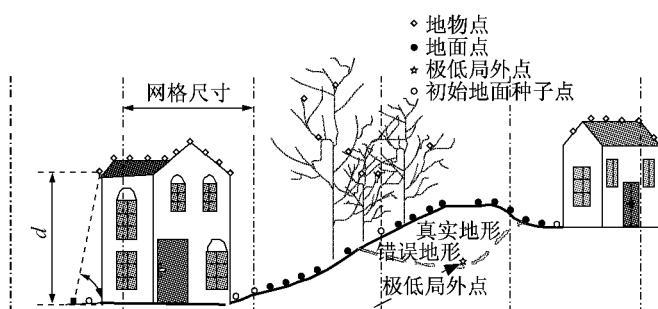 地物点
地面点
极低局外点
初始地面种子点
网格尺寸
d
真实地形
错误地形
极低局外点